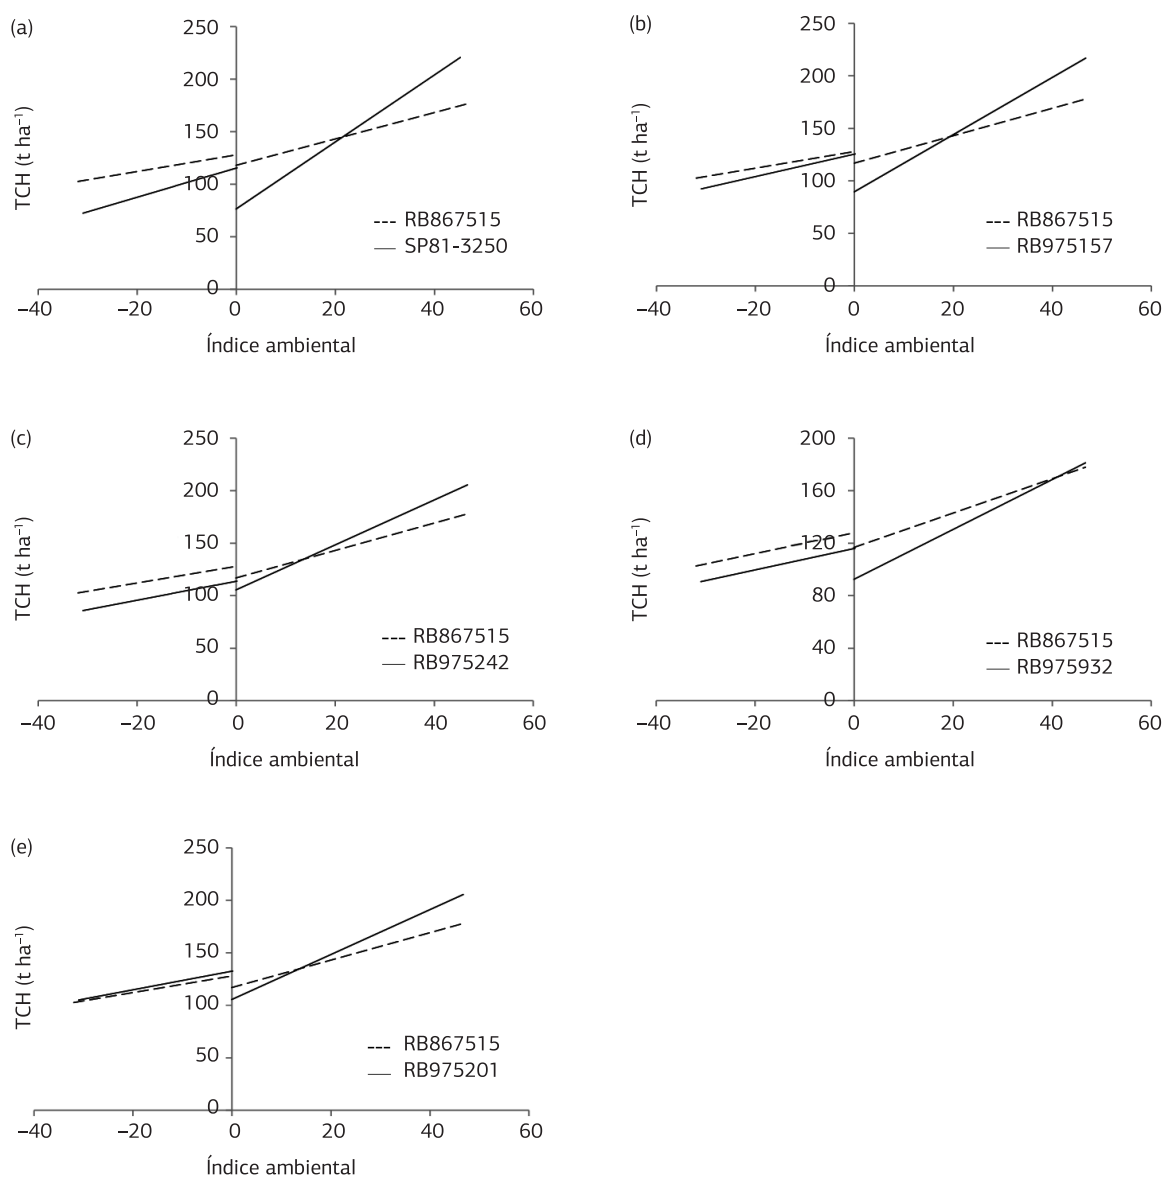 (a)
250
200
150
100
50
0
TCH (t ha⁻¹)
RB867515
SP81-3250
–40 –20 0 20 40 60
Índice ambiental
(b)
250
200
150
100
50
0
TCH (t ha⁻¹)
RB867515
RB975157
–40 –20 0 20 40 60
Índice ambiental
(c)
250
200
150
100
50
0
TCH (t ha⁻¹)
RB867515
RB975242
–40 –20 0 20 40 60
Índice ambiental
(d)
200
160
120
80
40
0
TCH (t ha⁻¹)
RB867515
RB975932
–40 –20 0 20 40 60
Índice ambiental
(e)
250
200
150
100
50
0
TCH (t ha⁻¹)
RB867515
RB975201
–40 –20 0 20 40 60
Índice ambiental